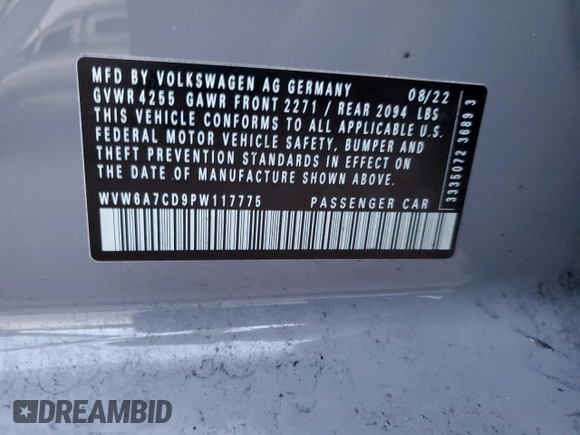 MFD BY VOLKSWAGEN AG GERMANY 08/22
GVWR 4255 GAWR FRONT 2271 / REAR 2094 LBS
THIS VEHICLE CONFORMS TO ALL APPLICABLE U.S.
FEDERAL MOTOR VEHICLE SAFETY, BUMPER AND
THEFT PREVENTION STANDARDS IN EFFECT ON
THE DATE OF MANUFACTURE SHOWN ABOVE.
WVW6A7CD9PW117775 PASSENGER CAR
3335072 3689 3
DREAMBID